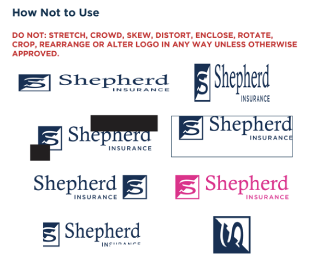 How Not to Use
DO NOT: STRETCH, CROWD, SKEW, DISTORT, ENCLOSE, ROTATE,
CROP, REARRANGE OR ALTER LOGO IN ANY WAY UNLESS OTHERWISE
APPROVED.
Shepherd
INSURANCE
Shepherd
INSURANCE
Shepherd
INSURANCE
Shepherd
INSURANCE
Shepherd
INSURANCE
Shepherd
INSURANCE
Shepherd
INSURANCE